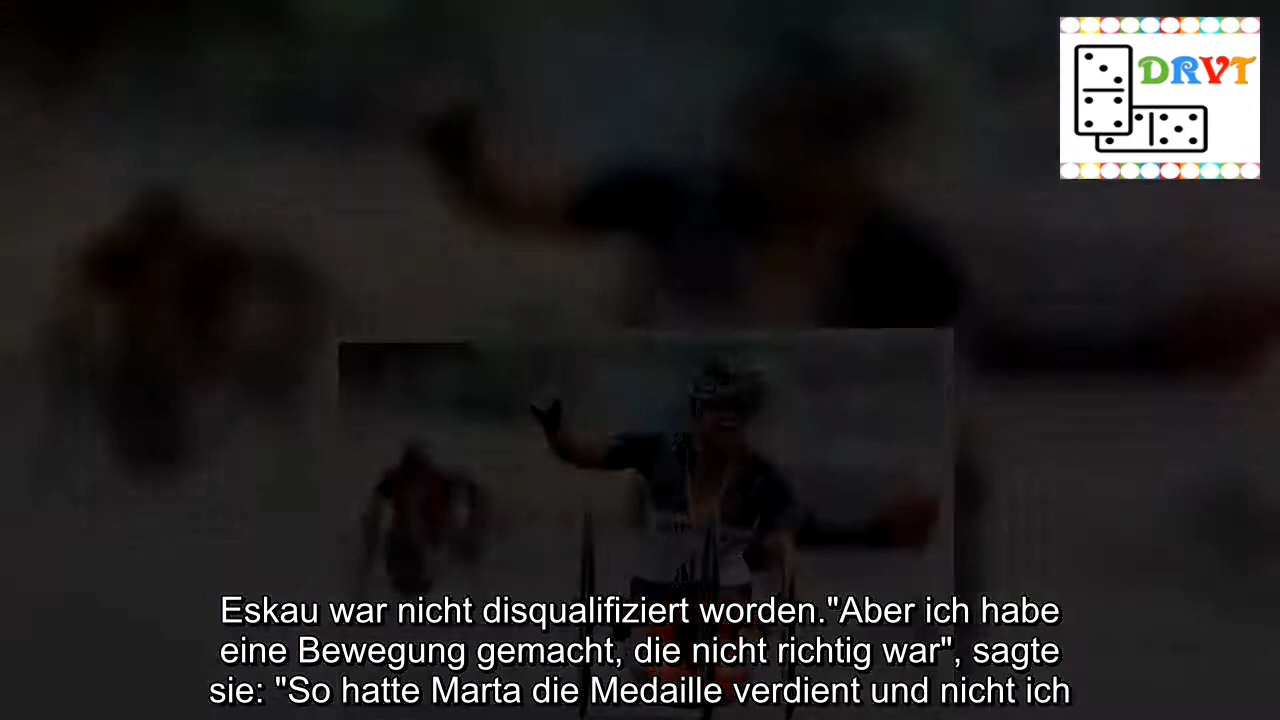 DRVT
Eskau war nicht disqualifiziert worden."Aber ich habe
eine Bewegung gemacht, die nicht richtig war", sagte
sie: "So hatte Marta die Medaille verdient und nicht ich